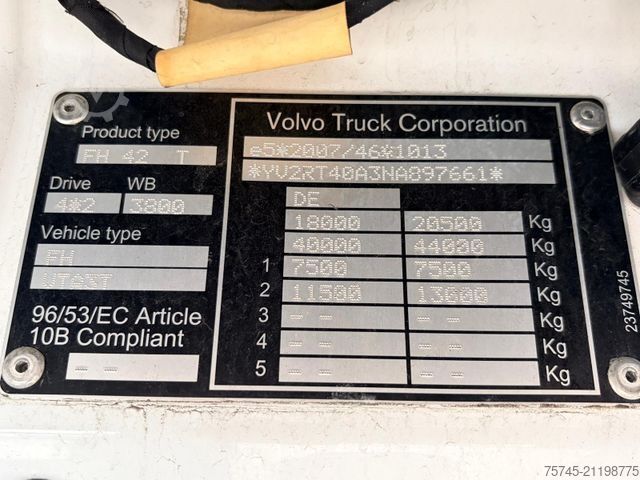 Product type
FH 42 T
Drive WB
4*2 3800
Vehicle type
FH
VTA3T
96/53/EC Article
10B Compliant
-- --
Volvo Truck Corporation
e5*2007/46*1013
*YV2RT40A3NA897661*
DE
18000 20500 Kg
40000 44000 Kg
1 7500 7500 Kg
2 11500 13000 Kg
3 -- -- -- -- Kg
4 -- -- -- -- Kg
5 -- -- -- -- Kg
23749745
75745-21198775